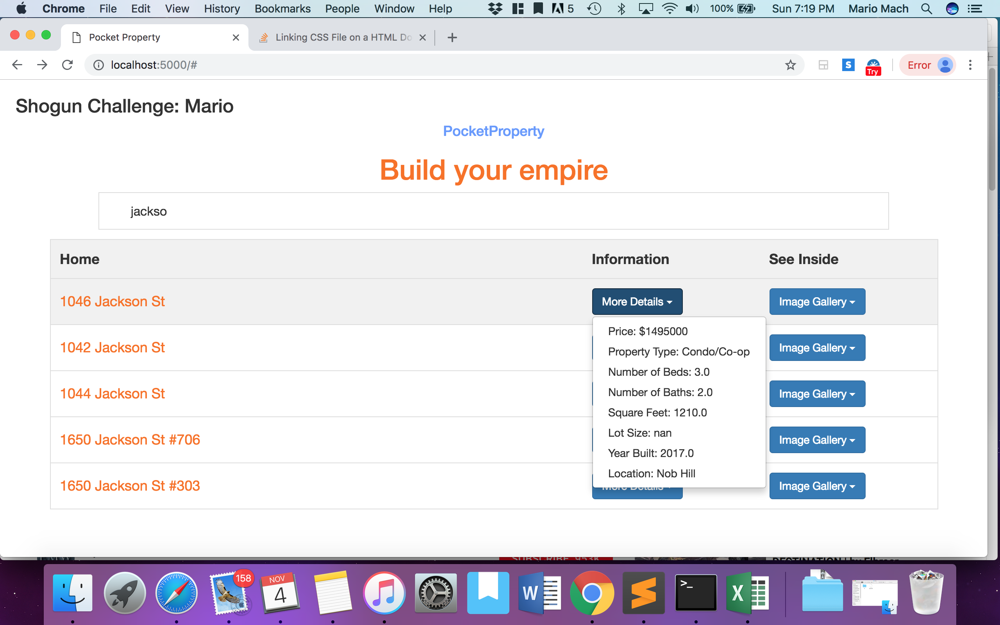 Chrome File Edit View History Bookmarks People Window Help 5 100% Sun 7:19 PM Mario Mach
Pocket Property
Linking CSS File on a HTML Do
localhost:5000/#
S
Try
Error
Shogun Challenge: Mario
PocketProperty
Build your empire
jackso
Home Information See Inside
1046 Jackson St More Details Image Gallery
Price: $1495000
Property Type: Condo/Co-op
Number of Beds: 3.0
Number of Baths: 2.0
Square Feet: 1210.0
Lot Size: nan
Year Built: 2017.0
Location: Nob Hill
1042 Jackson St Image Gallery
1044 Jackson St Image Gallery
1650 Jackson St #706 Image Gallery
1650 Jackson St #303 More Details Image Gallery
SUBSCRIBE 953K
158
NOV
4
W
>_
X